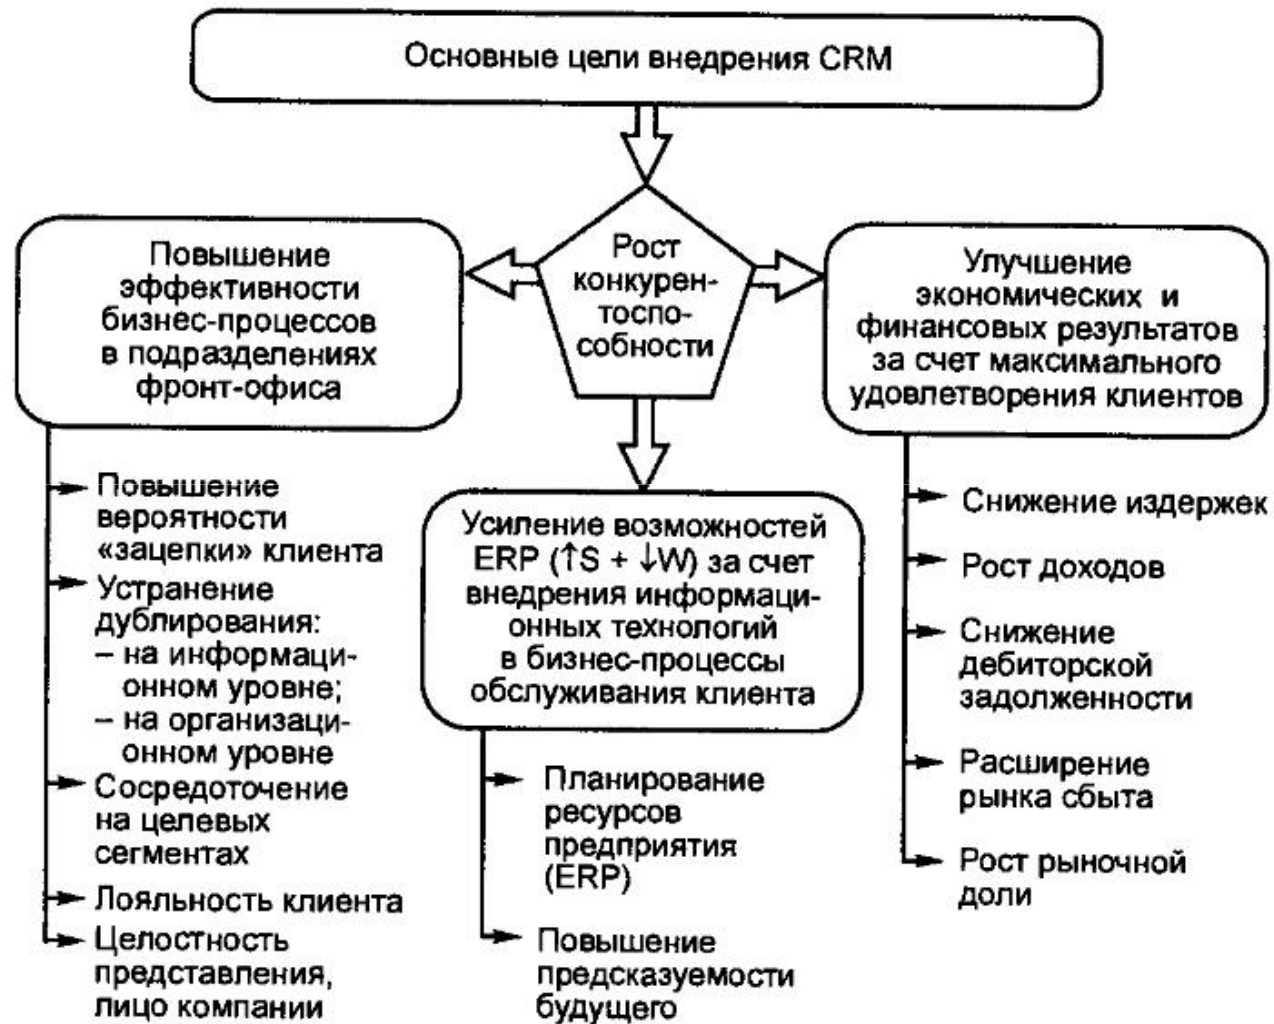 Основные цели внедрения CRM
Рост
конкурен-
тоспо-
собности
Повышение
эффективности
бизнес-процессов
в подразделениях
фронт-офиса
Повышение
вероятности
«зацепки» клиента
Устранение
дублирования:
– на информаци-
онном уровне;
– на организаци-
онном уровне
Сосредоточение
на целевых
сегментах
Лояльность клиента
Целостность
представления,
лицо компании
Усиление возможностей
ERP (↑S + ↓W) за счет
внедрения информаци-
онных технологий
в бизнес-процессы
обслуживания клиента
Планирование
ресурсов
предприятия
(ERP)
Повышение
предсказуемости
будущего
Улучшение
экономических и
финансовых результатов
за счет максимального
удовлетворения клиентов
Снижение издержек
Рост доходов
Снижение
дебиторской
задолженности
Расширение
рынка сбыта
Рост рыночной
доли